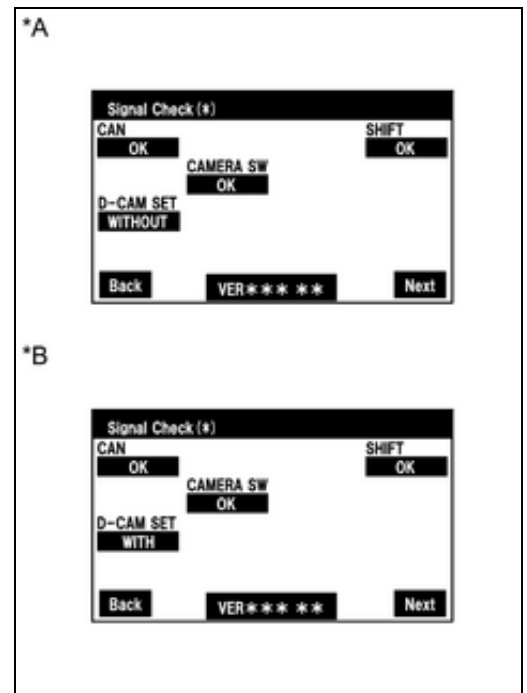 *A
Signal Check(*)
CAN SHIFT
OK OK
CAMERA SW
OK
D-CAM SET
WITHOUT
Back VER*** ** Next
*B
Signal Check(*)
CAN SHIFT
OK OK
CAMERA SW
OK
D-CAM SET
WITH
Back VER*** ** Next